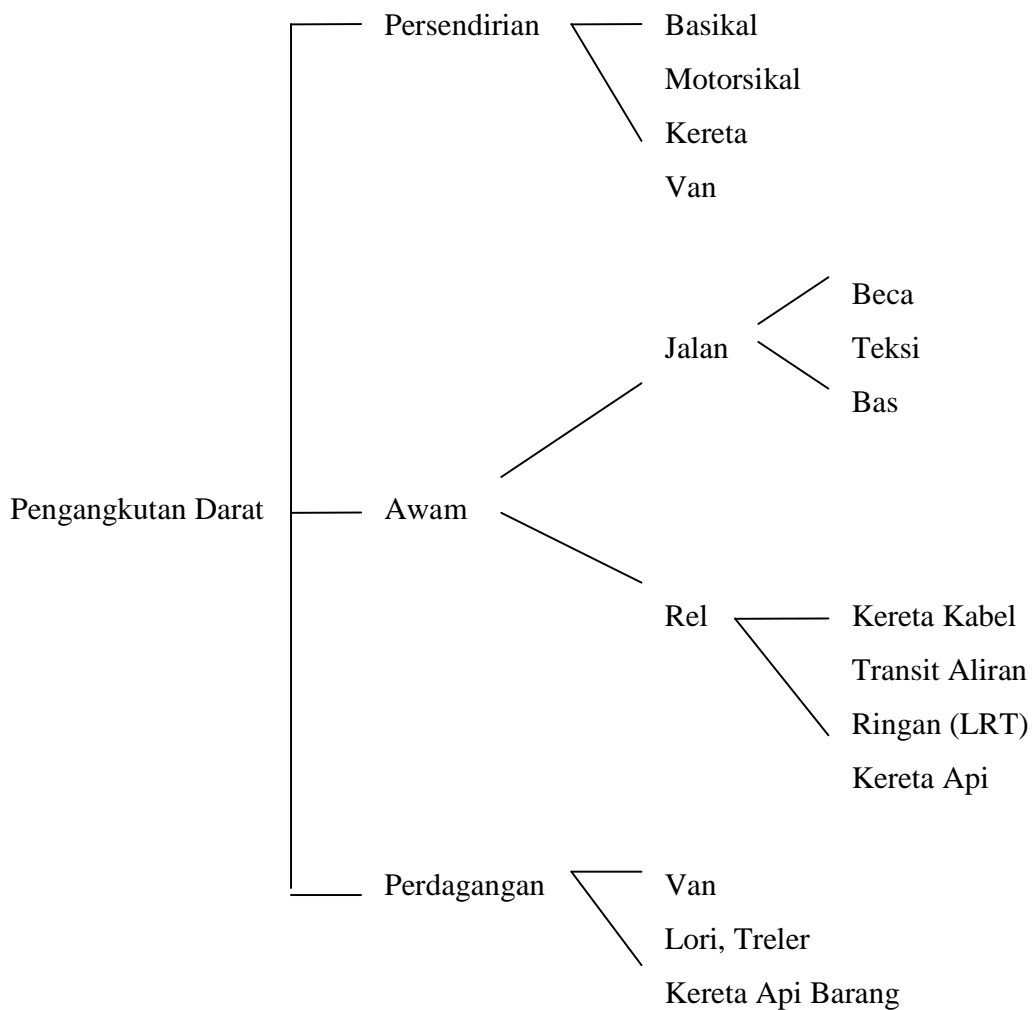 Persendirian
Basikal
Motorsikal
Kereta
Van
Beca
Jalan
Teksi
Bas
Pengangkutan Darat
Awam
Rel
Kereta Kabel
Transit Aliran
Ringan (LRT)
Kereta Api
Perdagangan
Van
Lori, Treler
Kereta Api Barang